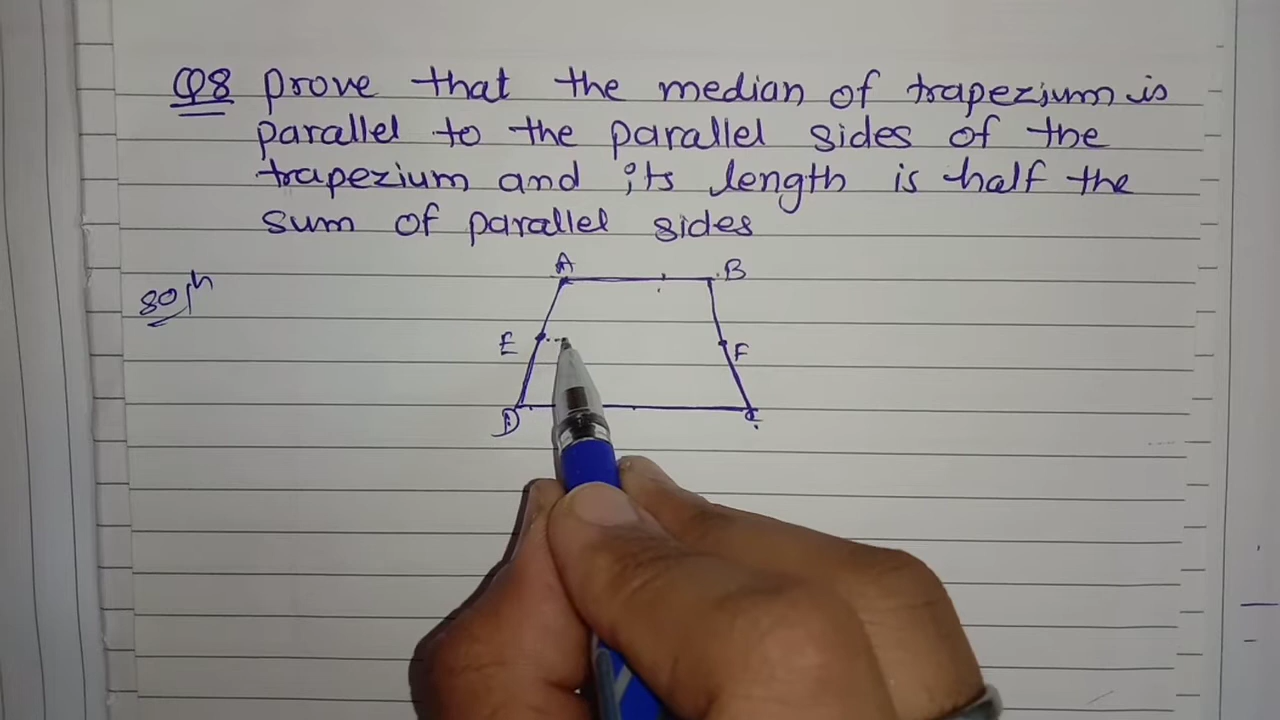 Q8 prove that the median of trapezium is
parallel to the parallel sides of the
trapezium and its length is half the
sum of parallel sides
soln
A B
E F
D C